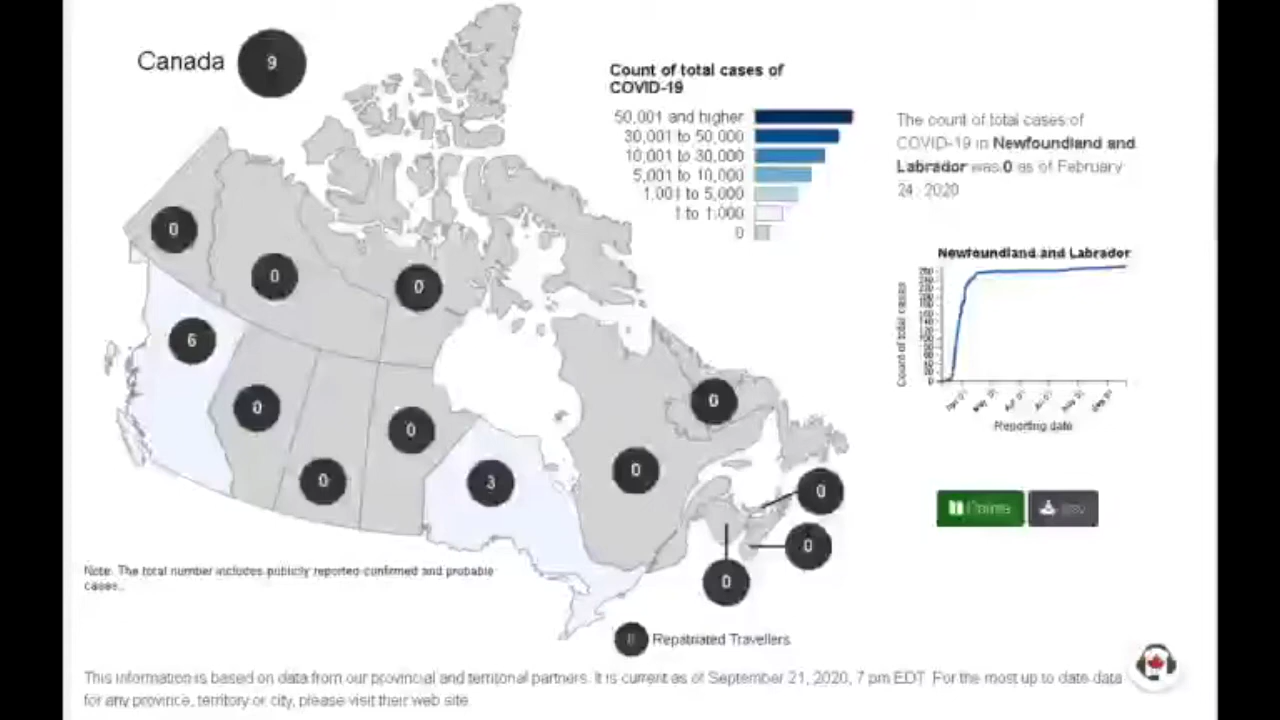 Canada 9
Count of total cases of
COVID-19
50,001 and higher
30,001 to 50,000
10,001 to 30,000
5,001 to 10,000
1,001 to 5,000
1 to 1,000
0
The count of total cases of
COVID-19 in Newfoundland and
Labrador was 0 as of February
24, 2020
Newfoundland and Labrador
Count of total cases
0
Reporting date
0
0
0
6
0
0
0
3
0
0
0
0
0
Note: The total number includes publicly reported confirmed and probable
cases.
Repatriated Travellers
This information is based on data from our provincial and territorial partners. It is current as of September 21, 2020, 7 pm EDT. For the most up to date data
for any province, territory or city, please visit their web site